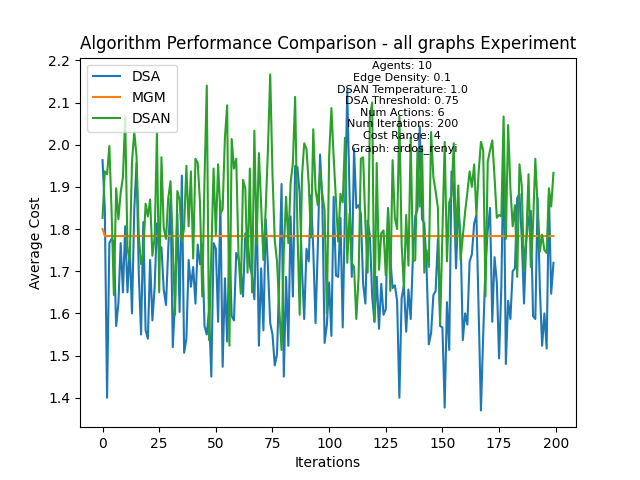 Algorithm Performance Comparison - all graphs Experiment
DSA
MGM
DSAN
Agents: 10
Edge Density: 0.1
DSAN Temperature: 1.0
DSA Threshold: 0.75
Num Actions: 6
Num Iterations: 200
Cost Range: 4
Graph: erdos_renyi
Average Cost
2.2
2.1
2.0
1.9
1.8
1.7
1.6
1.5
1.4
0
25
50
75
100
125
150
175
200
Iterations